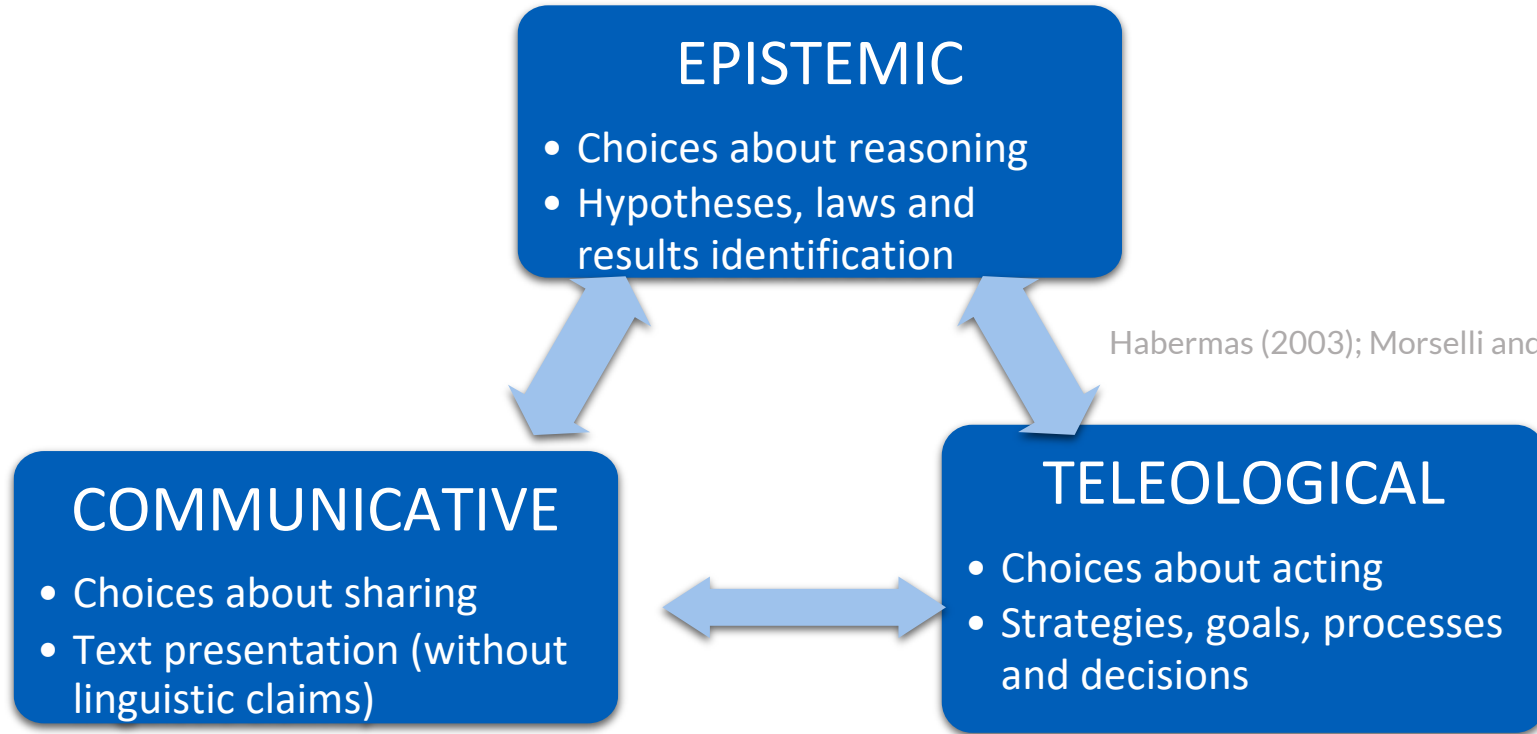 EPISTEMIC
• Choices about reasoning
• Hypotheses, laws and
results identification
Habermas (2003); Morselli and
COMMUNICATIVE
• Choices about sharing
• Text presentation (without
linguistic claims)
TELEOLOGICAL
• Choices about acting
• Strategies, goals, processes
and decisions